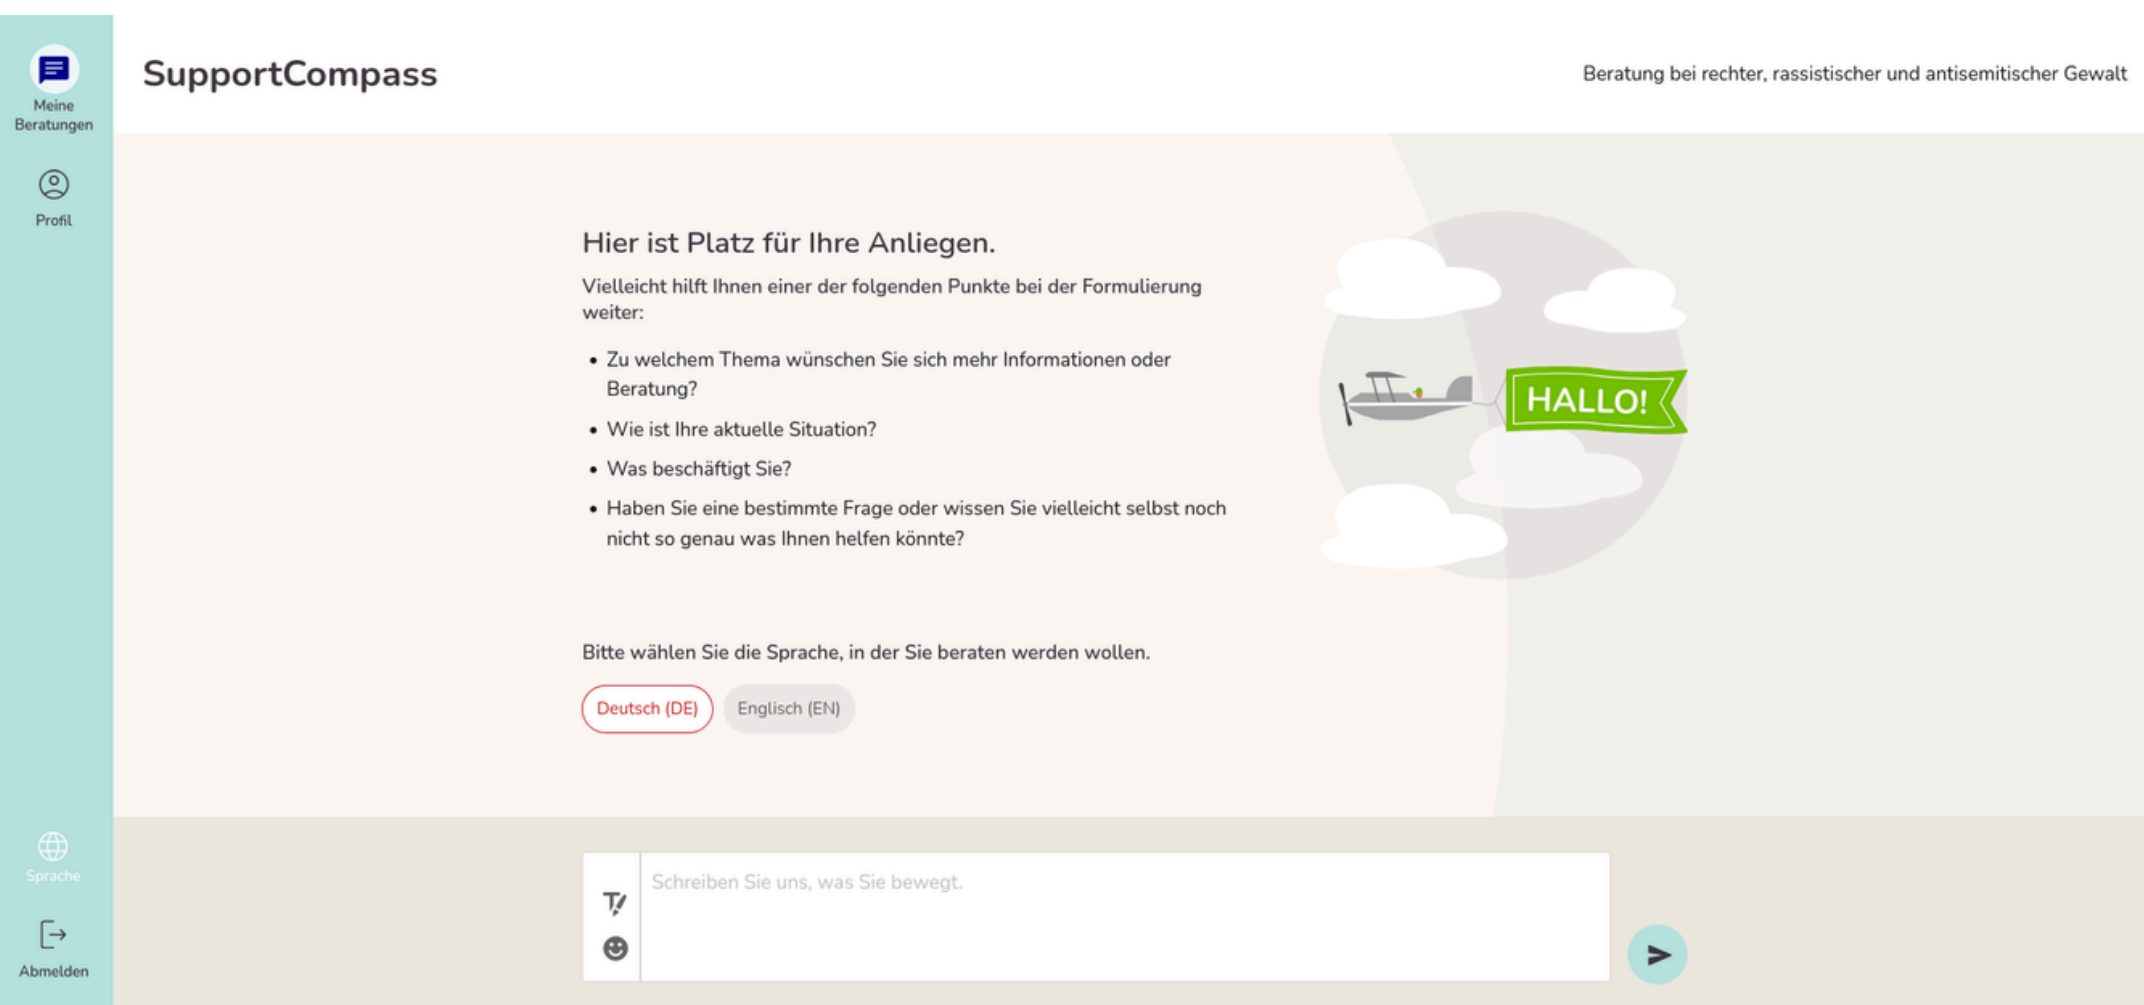 SupportCompass
Beratung bei rechter, rassistischer und antisemitischer Gewalt
Meine
Beratungen
Profil
Hier ist Platz für Ihre Anliegen.
Vielleicht hilft Ihnen einer der folgenden Punkte bei der Formulierung
weiter:
• Zu welchem Thema wünschen Sie sich mehr Informationen oder
Beratung?
• Wie ist Ihre aktuelle Situation?
• Was beschäftigt Sie?
• Haben Sie eine bestimmte Frage oder wissen Sie vielleicht selbst noch
nicht so genau was Ihnen helfen könnte?
HALLO!
Bitte wählen Sie die Sprache, in der Sie beraten werden wollen.
Deutsch (DE)
Englisch (EN)
Sprache
Abmelden
Schreiben Sie uns, was Sie bewegt.